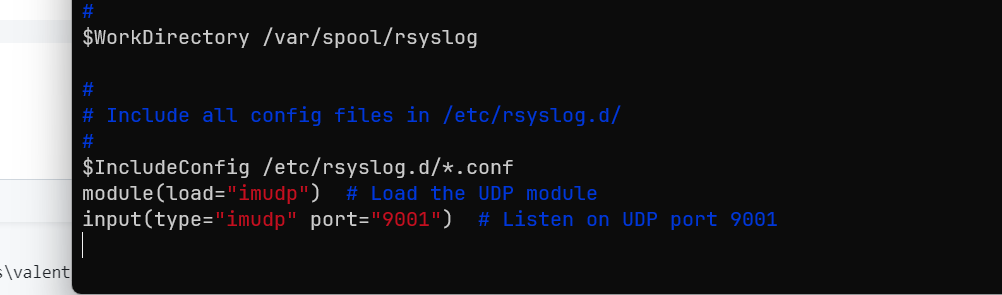 #
$WorkDirectory /var/spool/rsyslog
#
# Include all config files in /etc/rsyslog.d/
#
$IncludeConfig /etc/rsyslog.d/*.conf
module(load="imudp")  # Load the UDP module
input(type="imudp" port="9001")  # Listen on UDP port 9001
s\valent